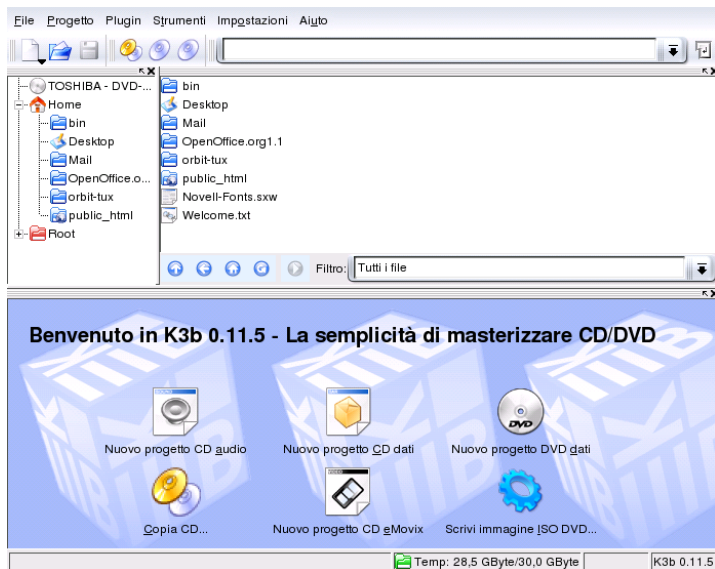 File Progetto Plugin Strumenti Impostazioni Aiuto
TOSHIBA - DVD-...
Home
bin
Desktop
Mail
OpenOffice.o...
orbit-tux
public_html
Root
bin
Desktop
Mail
OpenOffice.org1.1
orbit-tux
public_html
Novell-Fonts.sxw
Welcome.txt
Filtro: Tutti i file
Benvenuto in K3b 0.11.5 - La semplicità di masterizzare CD/DVD
DVD
Nuovo progetto CD audio Nuovo progetto CD dati Nuovo progetto DVD dati
Copia CD... Nuovo progetto CD eMovix Scrivi immagine ISO DVD...
Temp: 28,5 GByte/30,0 GByte K3b 0.11.5